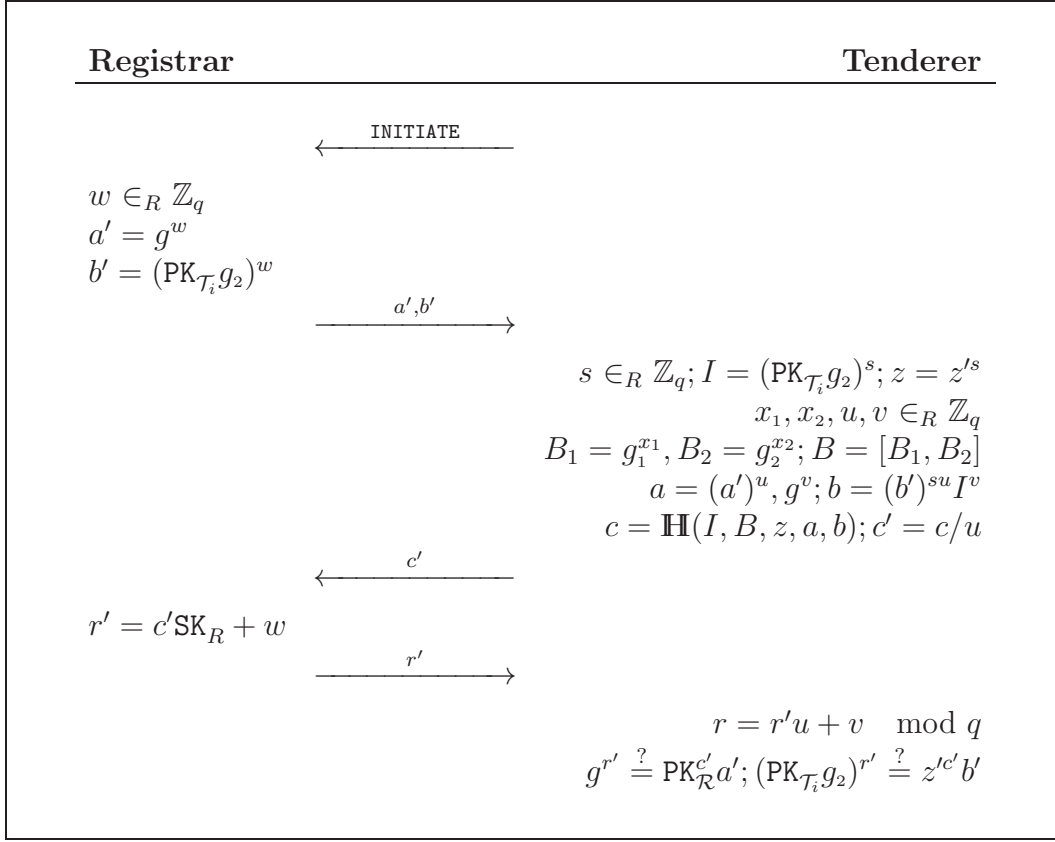 Registrar Tenderer
INITIATE
w ∈_R ℤ_q
a′ = g^w
b′ = (PK_{𝒯_i} g_2)^w
a′,b′
s ∈_R ℤ_q; I = (PK_{𝒯_i} g_2)^s; z = z′^s
x_1, x_2, u, v ∈_R ℤ_q
B_1 = g_1^{x_1}, B_2 = g_2^{x_2}; B = [B_1, B_2]
a = (a′)^u, g^v; b = (b′)^{su} I^v
c = ℍ(I, B, z, a, b); c′ = c/u
c′
r′ = c′SK_R + w
r′
r = r′u + v mod q
g^{r′} ≟ PK_ℛ^{c′} a′; (PK_{𝒯_i} g_2)^{r′} ≟ z′^{c′} b′